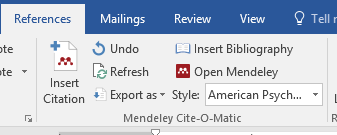 References Mailings Review View Tell
ote Undo Insert Bibliography
ote Insert Citation Refresh Open Mendeley
Export as Style: American Psych...
Mendeley Cite-O-Matic